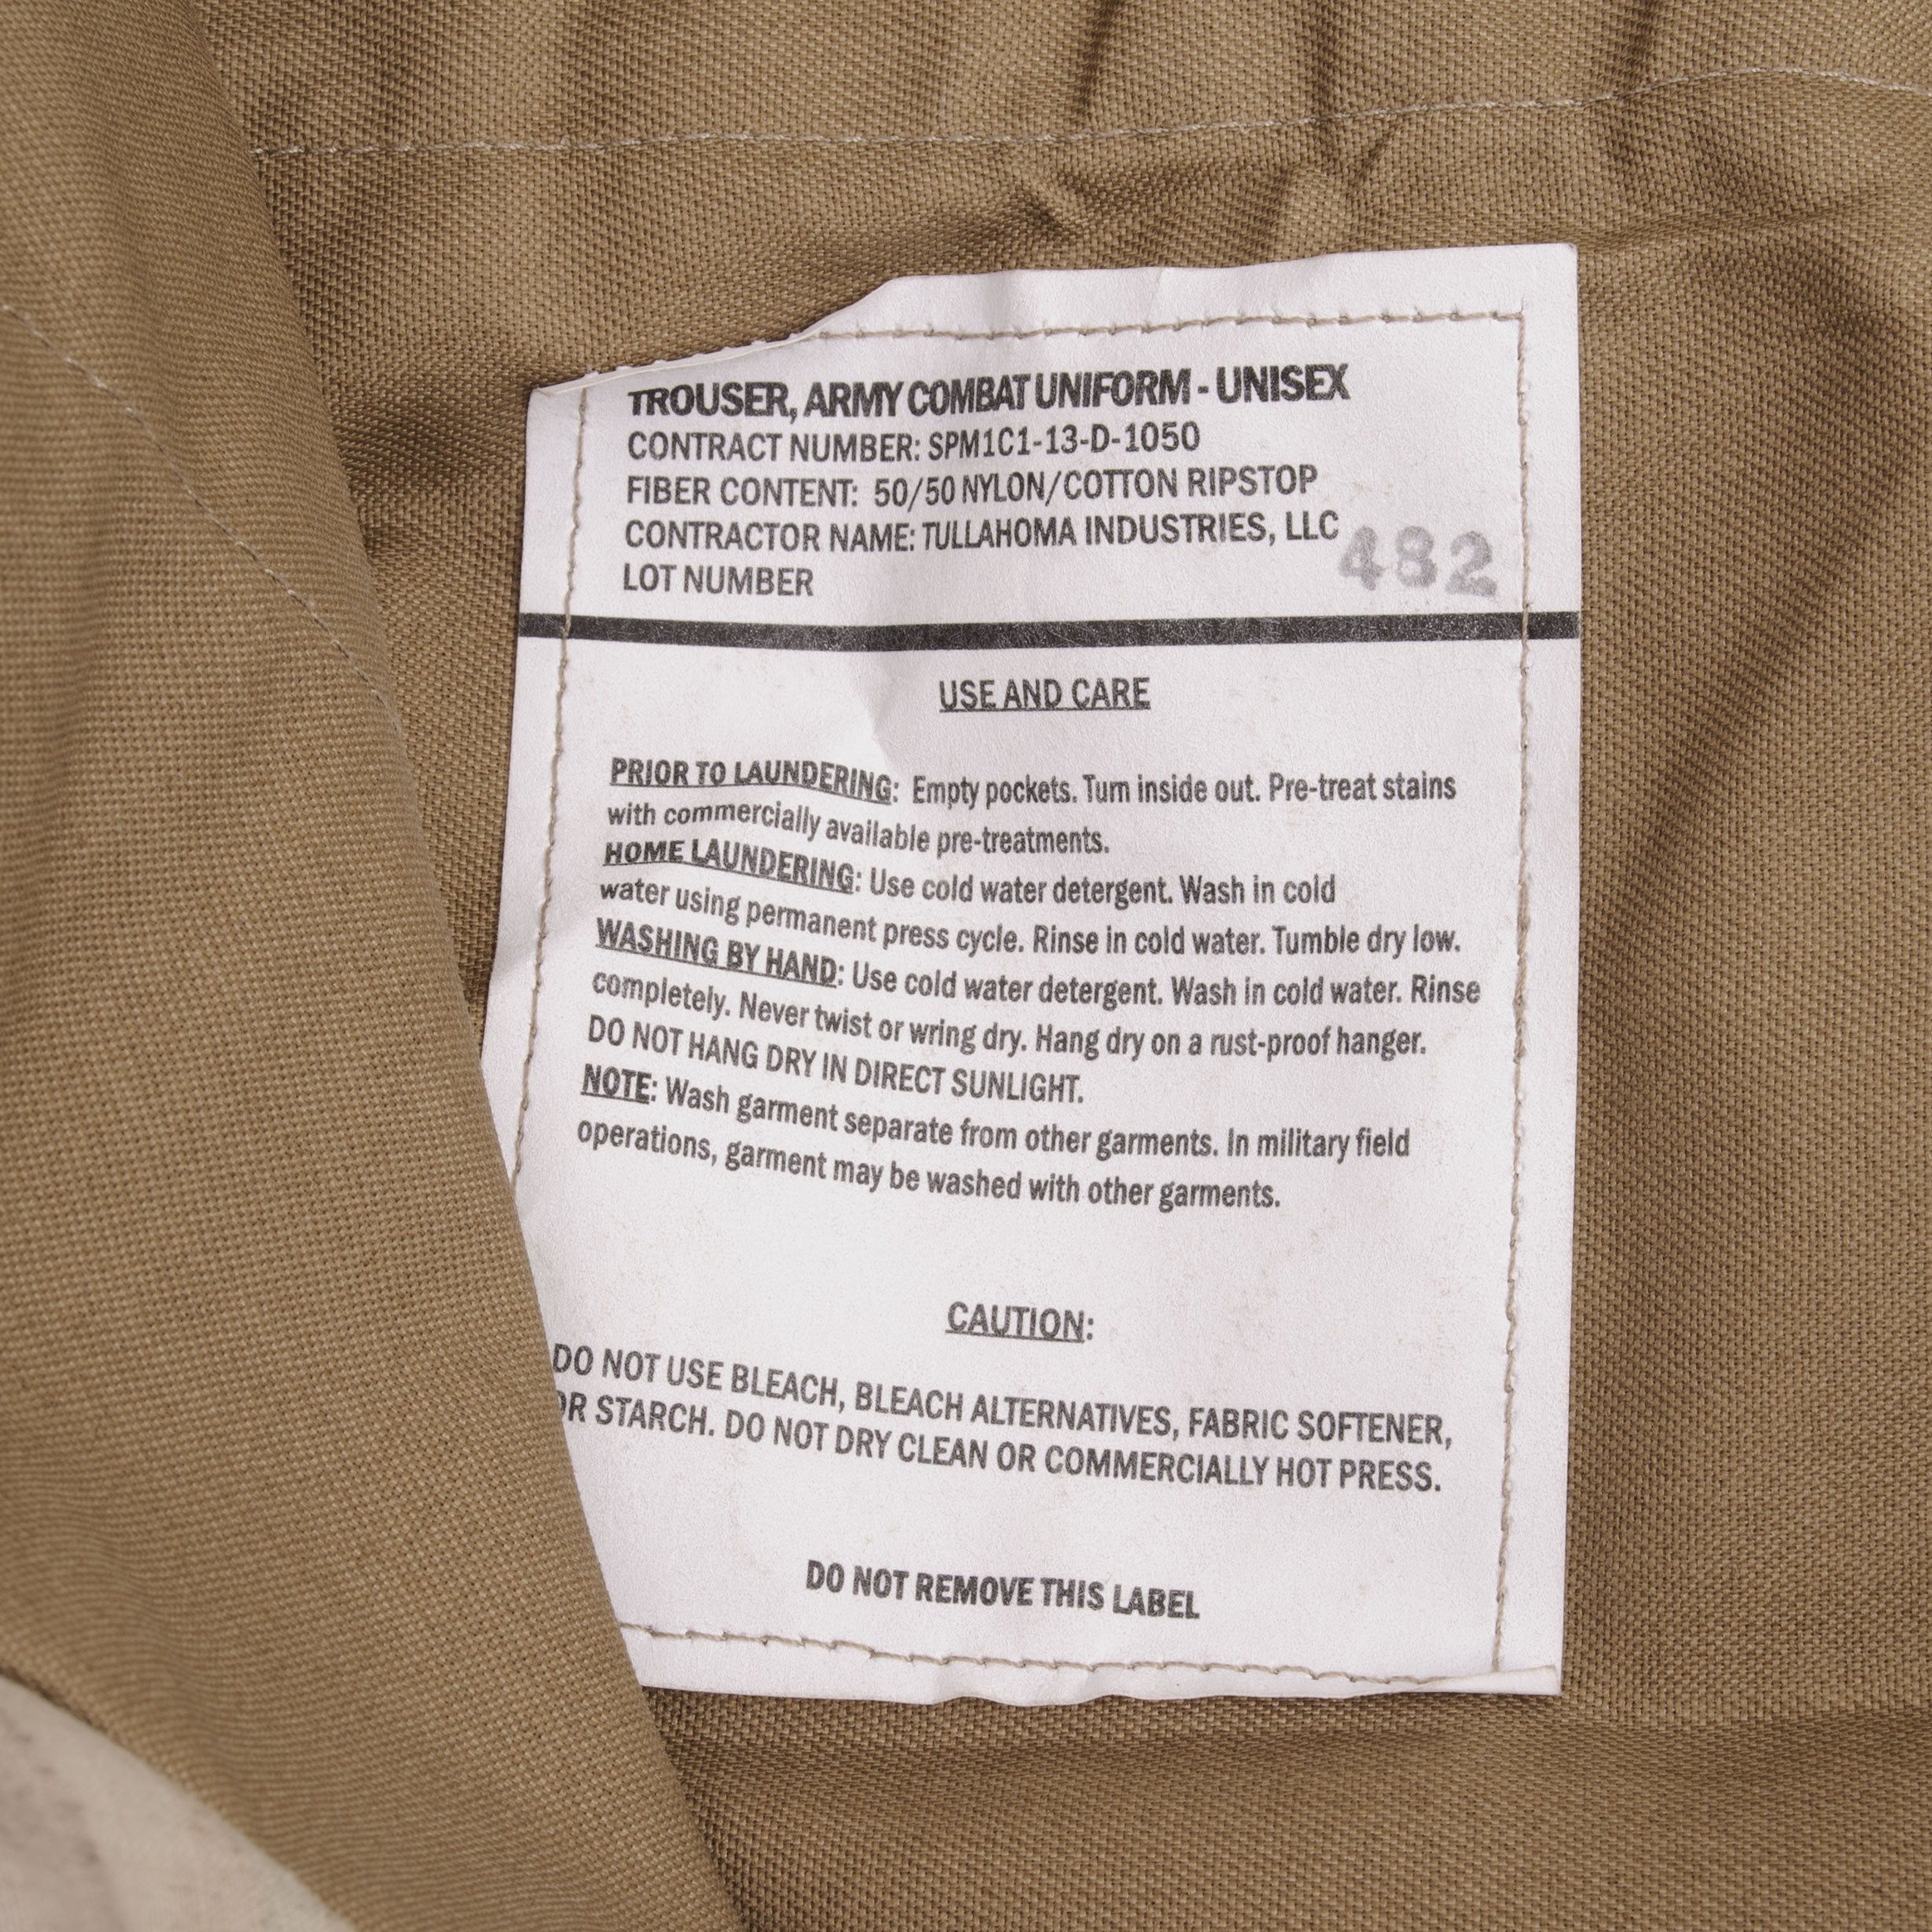 TROUSER, ARMY COMBAT UNIFORM - UNISEX
CONTRACT NUMBER: SPM1C1-13-D-1050
FIBER CONTENT: 50/50 NYLON/COTTON RIPSTOP
CONTRACTOR NAME: TULLAHOMA INDUSTRIES, LLC
482
LOT NUMBER
USE AND CARE
PRIOR TO LAUNDERING: Empty pockets. Turn inside out. Pre-treat stains
with commercially available pre-treatments.
HOME LAUNDERING: Use cold water detergent. Wash in cold
water using permanent press cycle. Rinse in cold water. Tumble dry low.
WASHING BY HAND: Use cold water detergent. Wash in cold water. Rinse
completely. Never twist or wring dry. Hang dry on a rust-proof hanger.
DO NOT HANG DRY IN DIRECT SUNLIGHT.
NOTE: Wash garment separate from other garments. In military field
operations, garment may be washed with other garments.
CAUTION:
DO NOT USE BLEACH, BLEACH ALTERNATIVES, FABRIC SOFTENER,
OR STARCH. DO NOT DRY CLEAN OR COMMERCIALLY HOT PRESS.
DO NOT REMOVE THIS LABEL